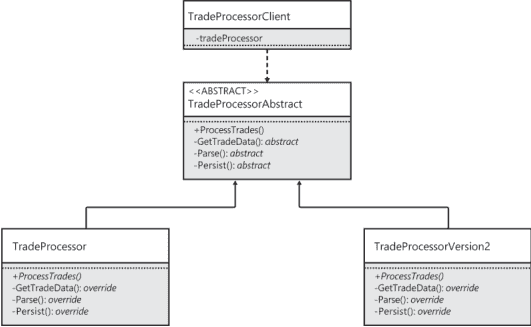 TradeProcessorClient
-tradeProcessor
<<ABSTRACT>>
TradeProcessorAbstract
+ProcessTrades()
-GetTradeData(): abstract
-Parse(): abstract
-Persist(): abstract
TradeProcessor
+ProcessTrades()
-GetTradeData(): override
-Parse(): override
-Persist(): override
TradeProcessorVersion2
+ProcessTrades()
-GetTradeData(): override
-Parse(): override
-Persist(): override